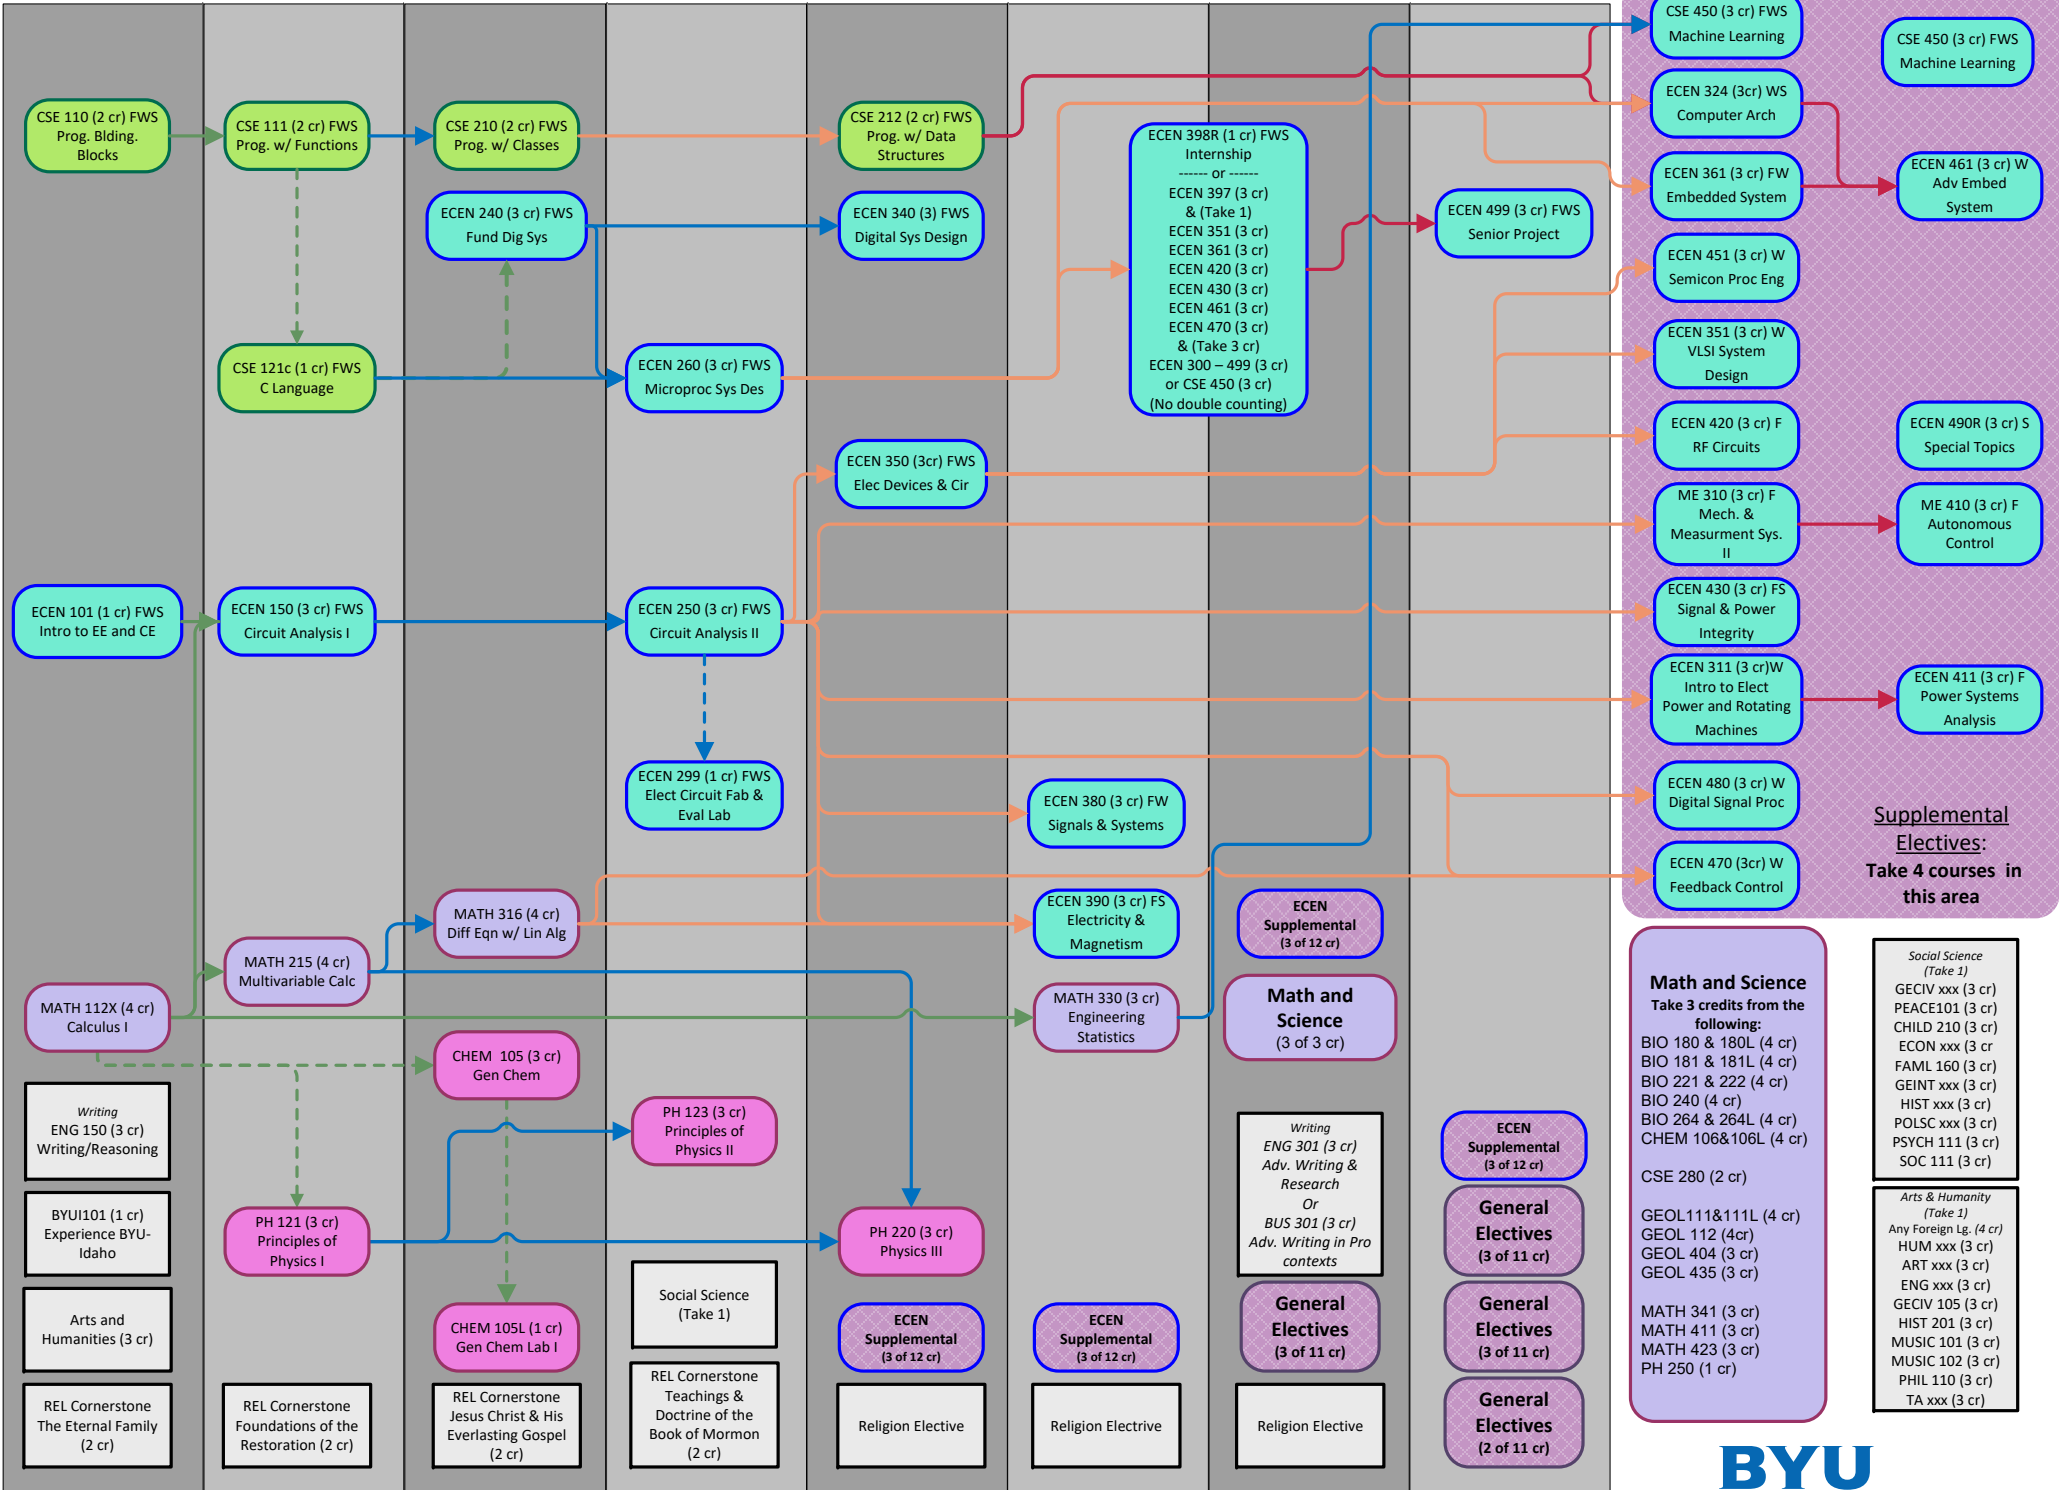 CSE 110 (2 cr) FWS
Prog. Blding.
Blocks
ECEN 101 (1 cr) FWS
Intro to EE and CE
MATH 112X (4 cr)
Calculus I
Writing
ENG 150 (3 cr)
Writing/Reasoning
BYUI101 (1 cr)
Experience BYU-
Idaho
Arts and
Humanities (3 cr)
REL Cornerstone
The Eternal Family
(2 cr)
CSE 111 (2 cr) FWS
Prog. w/ Functions
CSE 121c (1 cr) FWS
C Language
ECEN 150 (3 cr) FWS
Circuit Analysis I
MATH 215 (4 cr)
Multivariable Calc
PH 121 (3 cr)
Principles of
Physics I
REL Cornerstone
Foundations of the
Restoration (2 cr)
CSE 210 (2 cr) FWS
Prog. w/ Classes
ECEN 240 (3 cr) FWS
Fund Dig Sys
MATH 316 (4 cr)
Diff Eqn w/ Lin Alg
CHEM  105 (3 cr)
Gen Chem
CHEM 105L (1 cr)
Gen Chem Lab I
REL Cornerstone
Jesus Christ & His
Everlasting Gospel
(2 cr)
ECEN 260 (3 cr) FWS
Microproc Sys Des
ECEN 250 (3 cr) FWS
Circuit Analysis II
ECEN 299 (1 cr) FWS
Elect Circuit Fab &
Eval Lab
PH 123 (3 cr)
Principles of
Physics II
Social Science
(Take 1)
REL Cornerstone
Teachings &
Doctrine of the
Book of Mormon
(2 cr)
CSE 212 (2 cr) FWS
Prog. w/ Data
Structures
ECEN 340 (3) FWS
Digital Sys Design
ECEN 350 (3cr) FWS
Elec Devices & Cir
PH 220 (3 cr)
Physics III
ECEN
Supplemental
(3 of 12 cr)
Religion Elective
ECEN 380 (3 cr) FW
Signals & Systems
ECEN 390 (3 cr) FS
Electricity &
Magnetism
MATH 330 (3 cr)
Engineering
Statistics
ECEN
Supplemental
(3 of 12 cr)
Religion Electrive
ECEN 398R (1 cr) FWS
Internship
------ or ------
ECEN 397 (3 cr)
& (Take 1)
ECEN 351 (3 cr)
ECEN 361 (3 cr)
ECEN 420 (3 cr)
ECEN 430 (3 cr)
ECEN 461 (3 cr)
ECEN 470 (3 cr)
& (Take 3 cr)
ECEN 300 – 499 (3 cr)
or CSE 450 (3 cr)
(No double counting)
ECEN
Supplemental
(3 of 12 cr)
Math and
Science
(3 of 3 cr)
Writing
ENG 301 (3 cr)
Adv. Writing &
Research
Or
BUS 301 (3 cr)
Adv. Writing in Pro
contexts
General
Electives
(3 of 11 cr)
Religion Elective
ECEN 499 (3 cr) FWS
Senior Project
ECEN
Supplemental
(3 of 12 cr)
General
Electives
(3 of 11 cr)
General
Electives
(3 of 11 cr)
General
Electives
(2 of 11 cr)
CSE 450 (3 cr) FWS
Machine Learning
CSE 450 (3 cr) FWS
Machine Learning
ECEN 324 (3cr) WS
Computer Arch
ECEN 361 (3 cr) FW
Embedded System
ECEN 461 (3 cr) W
Adv Embed
System
ECEN 451 (3 cr) W
Semicon Proc Eng
ECEN 351 (3 cr) W
VLSI System
Design
ECEN 420 (3 cr) F
RF Circuits
ECEN 490R (3 cr) S
Special Topics
ME 310 (3 cr) F
Mech. &
Measurment Sys.
II
ME 410 (3 cr) F
Autonomous
Control
ECEN 430 (3 cr) FS
Signal & Power
Integrity
ECEN 311 (3 cr)W
Intro to Elect
Power and Rotating
Machines
ECEN 411 (3 cr) F
Power Systems
Analysis
ECEN 480 (3 cr) W
Digital Signal Proc
ECEN 470 (3cr) W
Feedback Control
Supplemental
Electives:
Take 4 courses  in
this area
Math and Science
Take 3 credits from the
following:
BIO 180 & 180L (4 cr)
BIO 181 & 181L (4 cr)
BIO 221 & 222 (4 cr)
BIO 240 (4 cr)
BIO 264 & 264L (4 cr)
CHEM 106&106L (4 cr)
CSE 280 (2 cr)
GEOL111&111L (4 cr)
GEOL 112 (4cr)
GEOL 404 (3 cr)
GEOL 435 (3 cr)
MATH 341 (3 cr)
MATH 411 (3 cr)
MATH 423 (3 cr)
PH 250 (1 cr)
Social Science
(Take 1)
GECIV xxx (3 cr)
PEACE101 (3 cr)
CHILD 210 (3 cr)
ECON xxx (3 cr
FAML 160 (3 cr)
GEINT xxx (3 cr)
HIST xxx (3 cr)
POLSC xxx (3 cr)
PSYCH 111 (3 cr)
SOC 111 (3 cr)
Arts & Humanity
(Take 1)
Any Foreign Lg. (4 cr)
HUM xxx (3 cr)
ART xxx (3 cr)
ENG xxx (3 cr)
GECIV 105 (3 cr)
HIST 201 (3 cr)
MUSIC 101 (3 cr)
MUSIC 102 (3 cr)
PHIL 110 (3 cr)
TA xxx (3 cr)
BYU